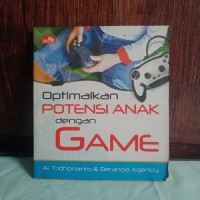 Optimalkan
POTENSI ANAK
dengan
GAME
Al. Tridhonanto & Beranda Agency